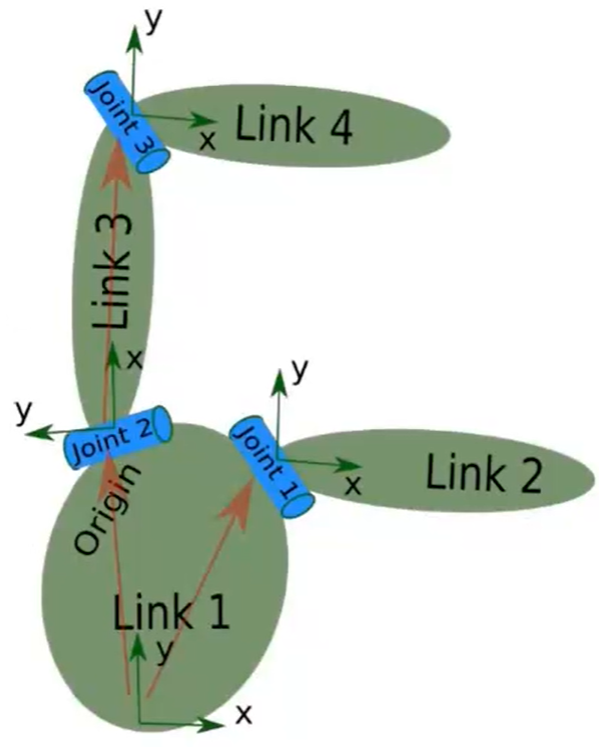 y
Joint 3
x
Link 4
Link 3
x
y
Joint 2
y
Joint 1
x
Link 2
Origin
Link 1
y
x